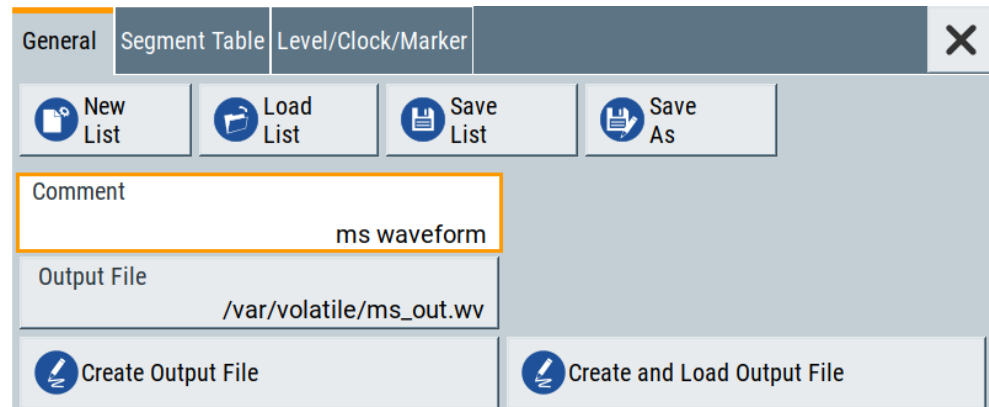 General Segment Table Level/Clock/Marker
New List Load List Save List Save As
Comment
ms waveform
Output File
/var/volatile/ms_out.wv
Create Output File Create and Load Output File